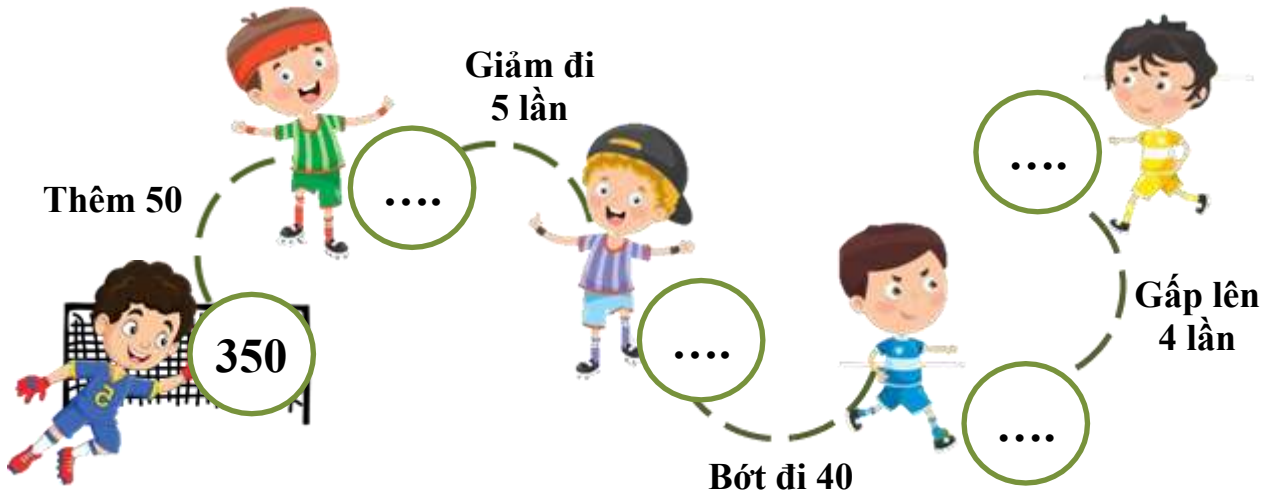 Giảm đi
5 lần
Thêm 50
....
....
350
....
....
Gấp lên
4 lần
Bớt đi 40